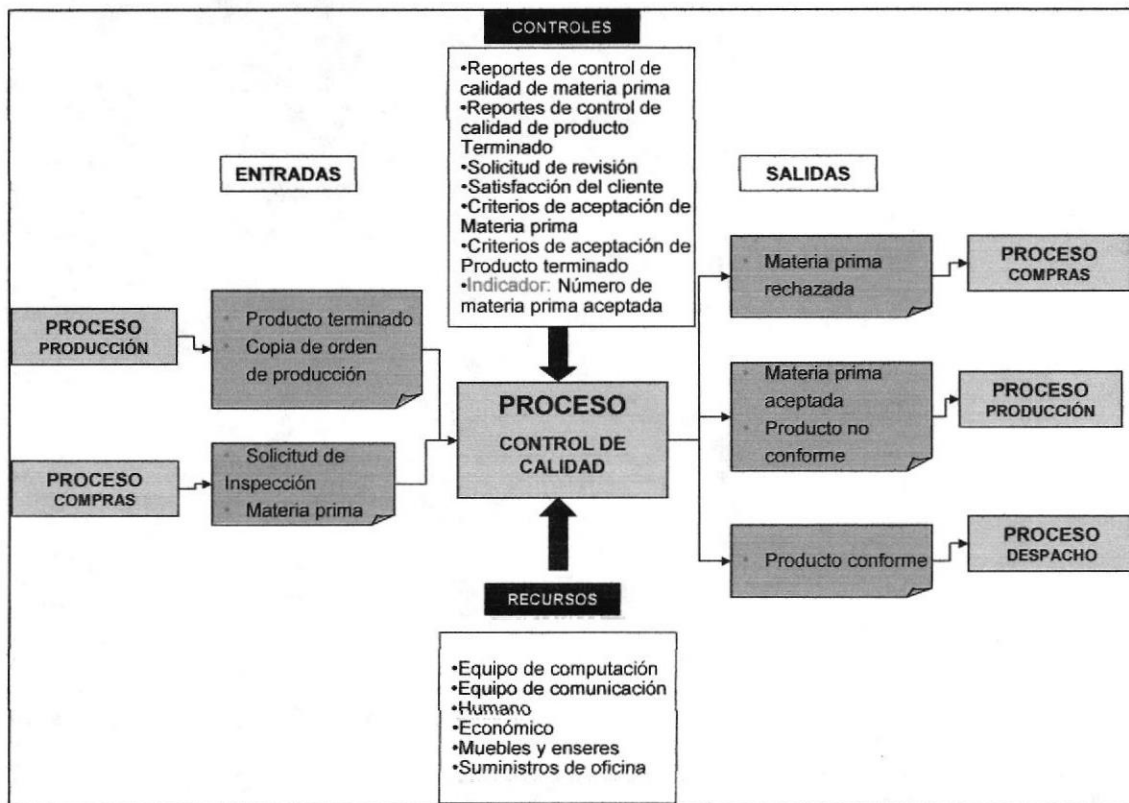 CONTROLES
•Reportes de control de
calidad de materia prima
•Reportes de control de
calidad de producto
Terminado
•Solicitud de revisión
•Satisfacción del cliente
•Criterios de aceptación de
Materia prima
•Criterios de aceptación de
Producto terminado
•Indicador: Número de
materia prima aceptada
ENTRADAS
PROCESO
PRODUCCIÓN
• Producto terminado
• Copia de orden
de producción
PROCESO
COMPRAS
• Solicitud de
Inspección
• Materia prima
PROCESO
CONTROL DE
CALIDAD
SALIDAS
• Materia prima
rechazada
PROCESO
COMPRAS
• Materia prima
aceptada
• Producto no
conforme
PROCESO
PRODUCCIÓN
• Producto conforme
PROCESO
DESPACHO
RECURSOS
•Equipo de computación
•Equipo de comunicación
•Humano
•Económico
•Muebles y enseres
•Suministros de oficina